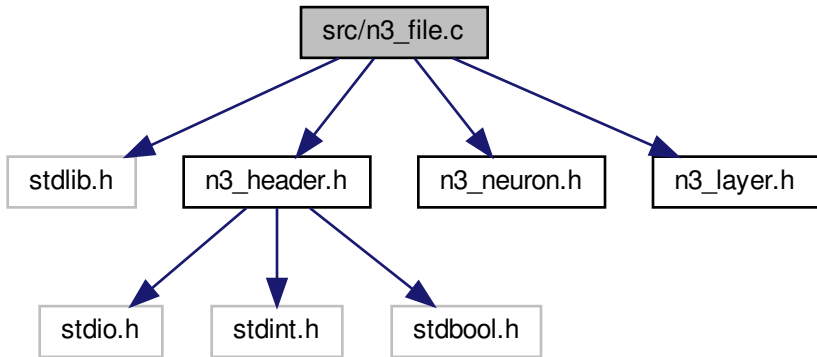 src/n3_file.c
stdlib.h
n3_header.h
n3_neuron.h
n3_layer.h
stdio.h
stdint.h
stdbool.h